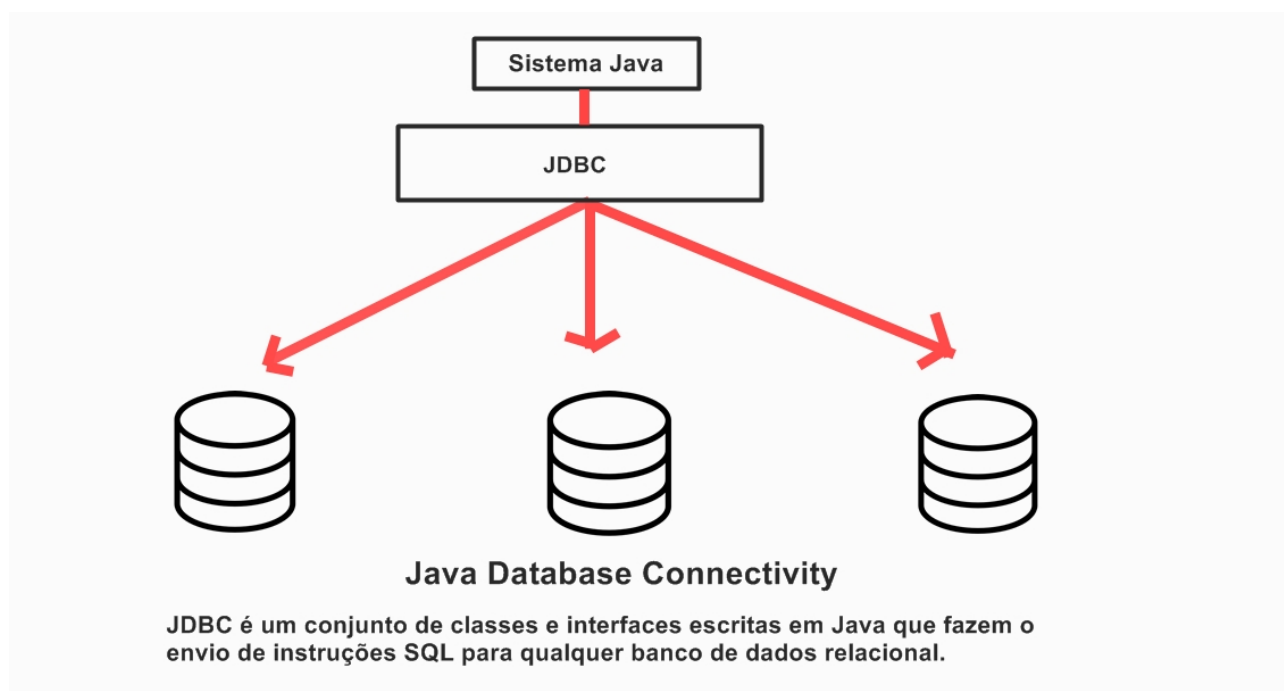 Sistema Java
JDBC
Java Database Connectivity
JDBC é um conjunto de classes e interfaces escritas em Java que fazem o
envio de instruções SQL para qualquer banco de dados relacional.